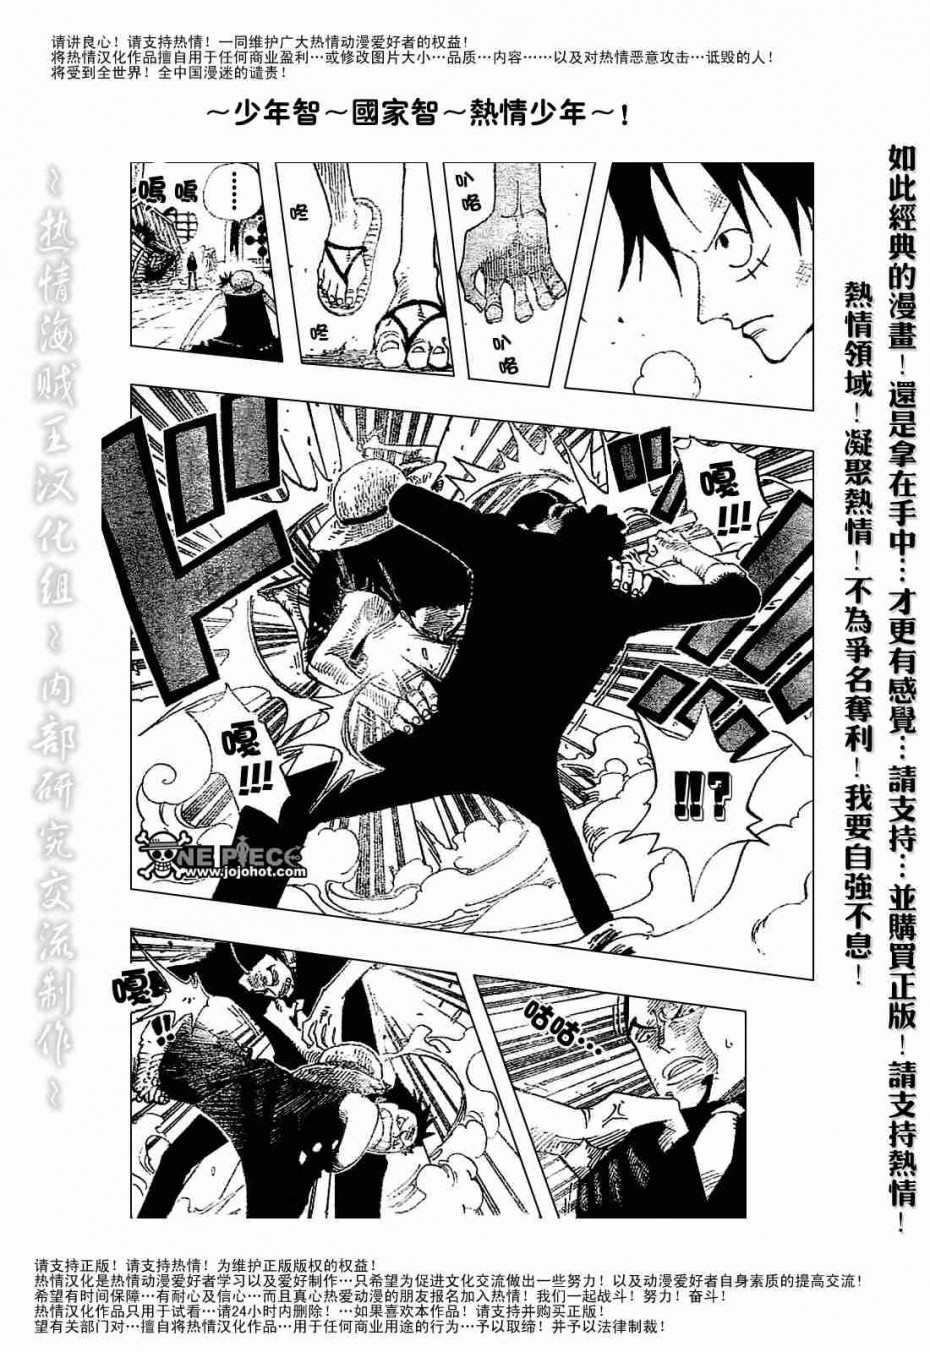 请讲良心！请支持热情！一同维护广大热情动漫爱好者的权益！
将热情汉化作品擅自用于任何商业盈利…或修改图片大小…品质…内容……以及对热情恶意攻击…诋毁的人！
将受到全世界！全中国漫迷的谴责！
～少年智～國家智～熱情少年～！
如此經典的漫畫！還是拿在手中…才更有感覺…請支持…並購買正版！請支持熱情！
熱情領域！凝聚熱情！不為爭名奪利！我要自強不息！
～热情海贼王汉化组～内部研究交流制作～
叭咯
叭咯
咚
咚
……
嗚嗚
嘎!!!
ドドオ
!!?
嘎!!!
ONE PIECE
www.jojohot.com
咕咕…
嘎!!
请支持正版！请支持热情！为维护正版版权的权益！
热情汉化是热情动漫爱好者学习以及爱好制作…只希望为促进文化交流做出一些努力！以及动漫爱好者自身素质的提高交流！
希望有时间保障…有耐心及信心…而且真心热爱动漫的朋友报名加入热情！我们一起战斗！努力！奋斗！
热情汉化作品只用于试看…请24小时内删除！…如果喜欢本作品！请支持并购买正版！
望有关部门对…擅自将热情汉化作品…用于任何商业用途的行为…予以取缔！并予以法律制裁！